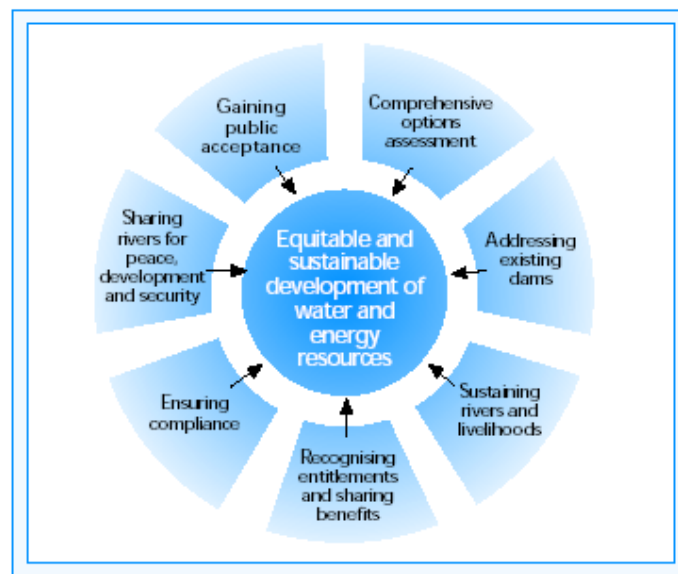 Gaining
public
acceptance
Comprehensive
options
assessment
Addressing
existing
dams
Sustaining
rivers and
livelihoods
Recognising
entitlements
and sharing
benefits
Ensuring
compliance
Sharing
rivers for
peace,
development
and security
Equitable and
sustainable
development of
water and
energy
resources